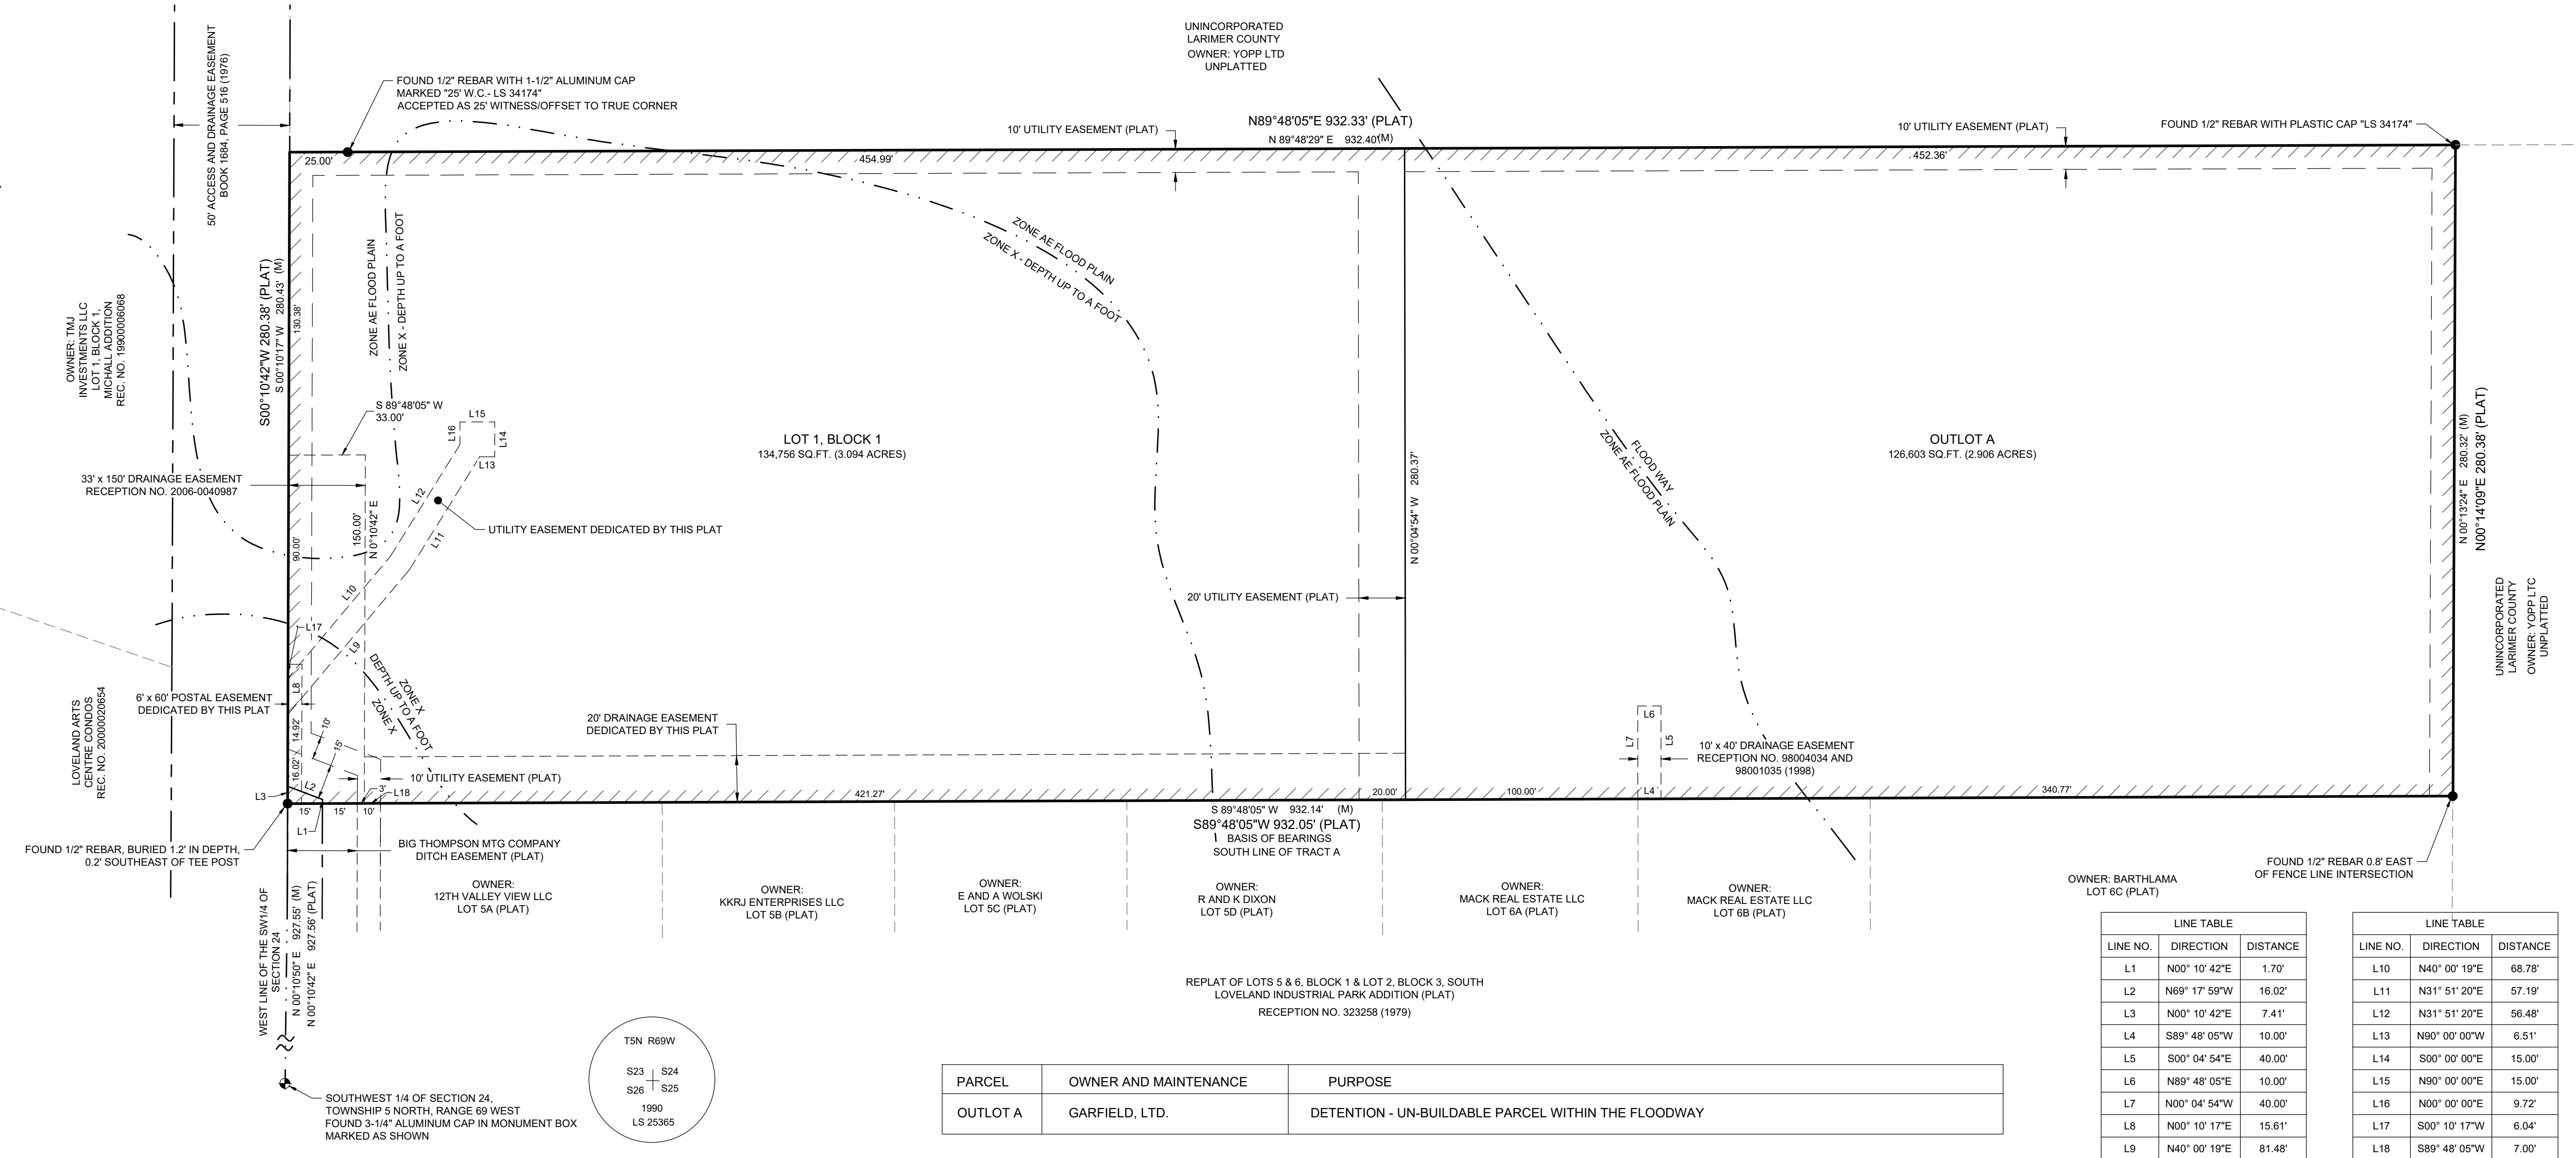 UNINCORPORATED
LARIMER COUNTY
OWNER: YOPP LTD
UNPLATTED
50' ACCESS AND DRAINAGE EASEMENT
BOOK 1684, PAGE 516 (1976)
FOUND 1/2" REBAR WITH 1-1/2" ALUMINUM CAP
MARKED "25' W.C.- LS 34174"
ACCEPTED AS 25' WITNESS/OFFSET TO TRUE CORNER
10' UTILITY EASEMENT (PLAT)
N89°48'05"E 932.33' (PLAT)
N 89°48'29" E 932.40'(M)
10' UTILITY EASEMENT (PLAT)
FOUND 1/2" REBAR WITH PLASTIC CAP "LS 34174"
25.00'
454.99'
452.36'
OWNER: TMJ
INVESTMENTS LLC
LOT 1, BLOCK 1,
MICHALL ADDITION
REC. NO. 19900006068
S00°10'42"W 280.38' (PLAT)
S 00°10'17" W 280.43' (M)
130.38'
ZONE AE FLOOD PLAIN
ZONE X - DEPTH UP TO A FOOT
ZONE AE FLOOD PLAIN
ZONE X - DEPTH UP TO A FOOT
S 89°48'05" W
33.00'
L15
L16
L14
L13
LOT 1, BLOCK 1
134,756 SQ.FT. (3.094 ACRES)
FLOOD WAY
ZONE AE FLOOD PLAIN
OUTLOT A
126,603 SQ.FT. (2.906 ACRES)
N 00°04'54" W 280.37'
N 00°13'24" E 280.32' (M)
N00°14'09"E 280.38' (PLAT)
33' x 150' DRAINAGE EASEMENT
RECEPTION NO. 2006-0040987
L12
UTILITY EASEMENT DEDICATED BY THIS PLAT
L11
90.00'
150.00'
N 0°10'42" E
L10
20' UTILITY EASEMENT (PLAT)
UNINCORPORATED
LARIMER COUNTY
OWNER: YOPP LTC
UNPLATTED
L17
L9
L8
LOVELAND ARTS
CENTRE CONDOS
REC. NO. 20000020654
6' x 60' POSTAL EASEMENT
DEDICATED BY THIS PLAT
ZONE X
DEPTH UP TO A FOOT
ZONE X
14.92'
10'
15'
16.02'
20' DRAINAGE EASEMENT
DEDICATED BY THIS PLAT
L6
L7
L5
10' x 40' DRAINAGE EASEMENT
RECEPTION NO. 98004034 AND
98001035 (1998)
10' UTILITY EASEMENT (PLAT)
L2
3'
L18
L3
421.27'
20.00'
100.00'
L4
340.77'
15'
15'
10'
L1
S 89°48'05" W 932.14' (M)
S89°48'05"W 932.05' (PLAT)
BASIS OF BEARINGS
SOUTH LINE OF TRACT A
FOUND 1/2" REBAR, BURIED 1.2' IN DEPTH,
0.2' SOUTHEAST OF TEE POST
BIG THOMPSON MTG COMPANY
DITCH EASEMENT (PLAT)
FOUND 1/2" REBAR 0.8' EAST
OF FENCE LINE INTERSECTION
WEST LINE OF THE SW1/4 OF
SECTION 24
N 00°10'50" E 927.55' (M)
N 00°10'42" E 927.56' (PLAT)
OWNER:
12TH VALLEY VIEW LLC
LOT 5A (PLAT)
OWNER:
KKRJ ENTERPRISES LLC
LOT 5B (PLAT)
OWNER:
E AND A WOLSKI
LOT 5C (PLAT)
OWNER:
R AND K DIXON
LOT 5D (PLAT)
OWNER:
MACK REAL ESTATE LLC
LOT 6A (PLAT)
OWNER:
MACK REAL ESTATE LLC
LOT 6B (PLAT)
OWNER: BARTHLAMA
LOT 6C (PLAT)
REPLAT OF LOTS 5 & 6, BLOCK 1 & LOT 2, BLOCK 3, SOUTH
LOVELAND INDUSTRIAL PARK ADDITION (PLAT)
RECEPTION NO. 323258 (1979)
T5N R69W
S23 S24
S26 S25
1990
LS 25365
SOUTHWEST 1/4 OF SECTION 24,
TOWNSHIP 5 NORTH, RANGE 69 WEST
FOUND 3-1/4" ALUMINUM CAP IN MONUMENT BOX
MARKED AS SHOWN
PARCEL OWNER AND MAINTENANCE PURPOSE
OUTLOT A GARFIELD, LTD. DETENTION - UN-BUILDABLE PARCEL WITHIN THE FLOODWAY
LINE TABLE
LINE NO. DIRECTION DISTANCE
L1 N00° 10' 42"E 1.70'
L2 N69° 17' 59"W 16.02'
L3 N00° 10' 42"E 7.41'
L4 S89° 48' 05"W 10.00'
L5 S00° 04' 54"E 40.00'
L6 N89° 48' 05"E 10.00'
L7 N00° 04' 54"W 40.00'
L8 N00° 10' 17"E 15.61'
L9 N40° 00' 19"E 81.48'
LINE TABLE
LINE NO. DIRECTION DISTANCE
L10 N40° 00' 19"E 68.78'
L11 N31° 51' 20"E 57.19'
L12 N31° 51' 20"E 56.48'
L13 N90° 00' 00"W 6.51'
L14 S00° 00' 00"E 15.00'
L15 N90° 00' 00"E 15.00'
L16 N00° 00' 00"E 9.72'
L17 S00° 10' 17"W 6.04'
L18 S89° 48' 05"W 7.00'